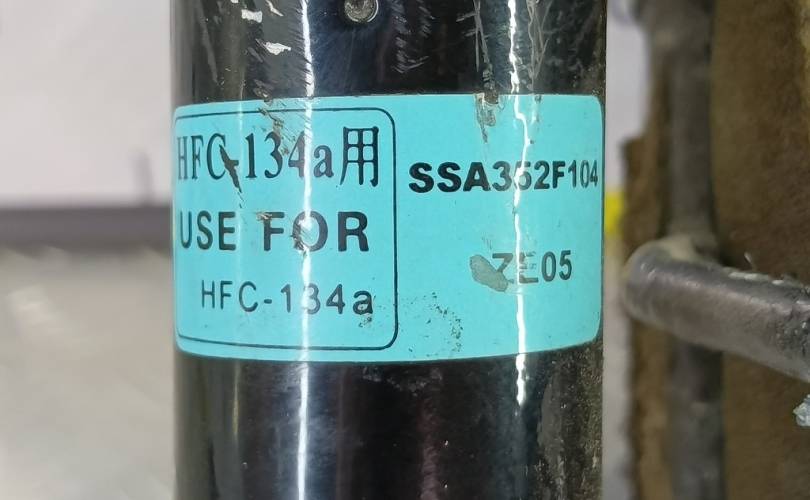 HFC-134a用
USE FOR
HFC-134a
SSA352F104
ZE05